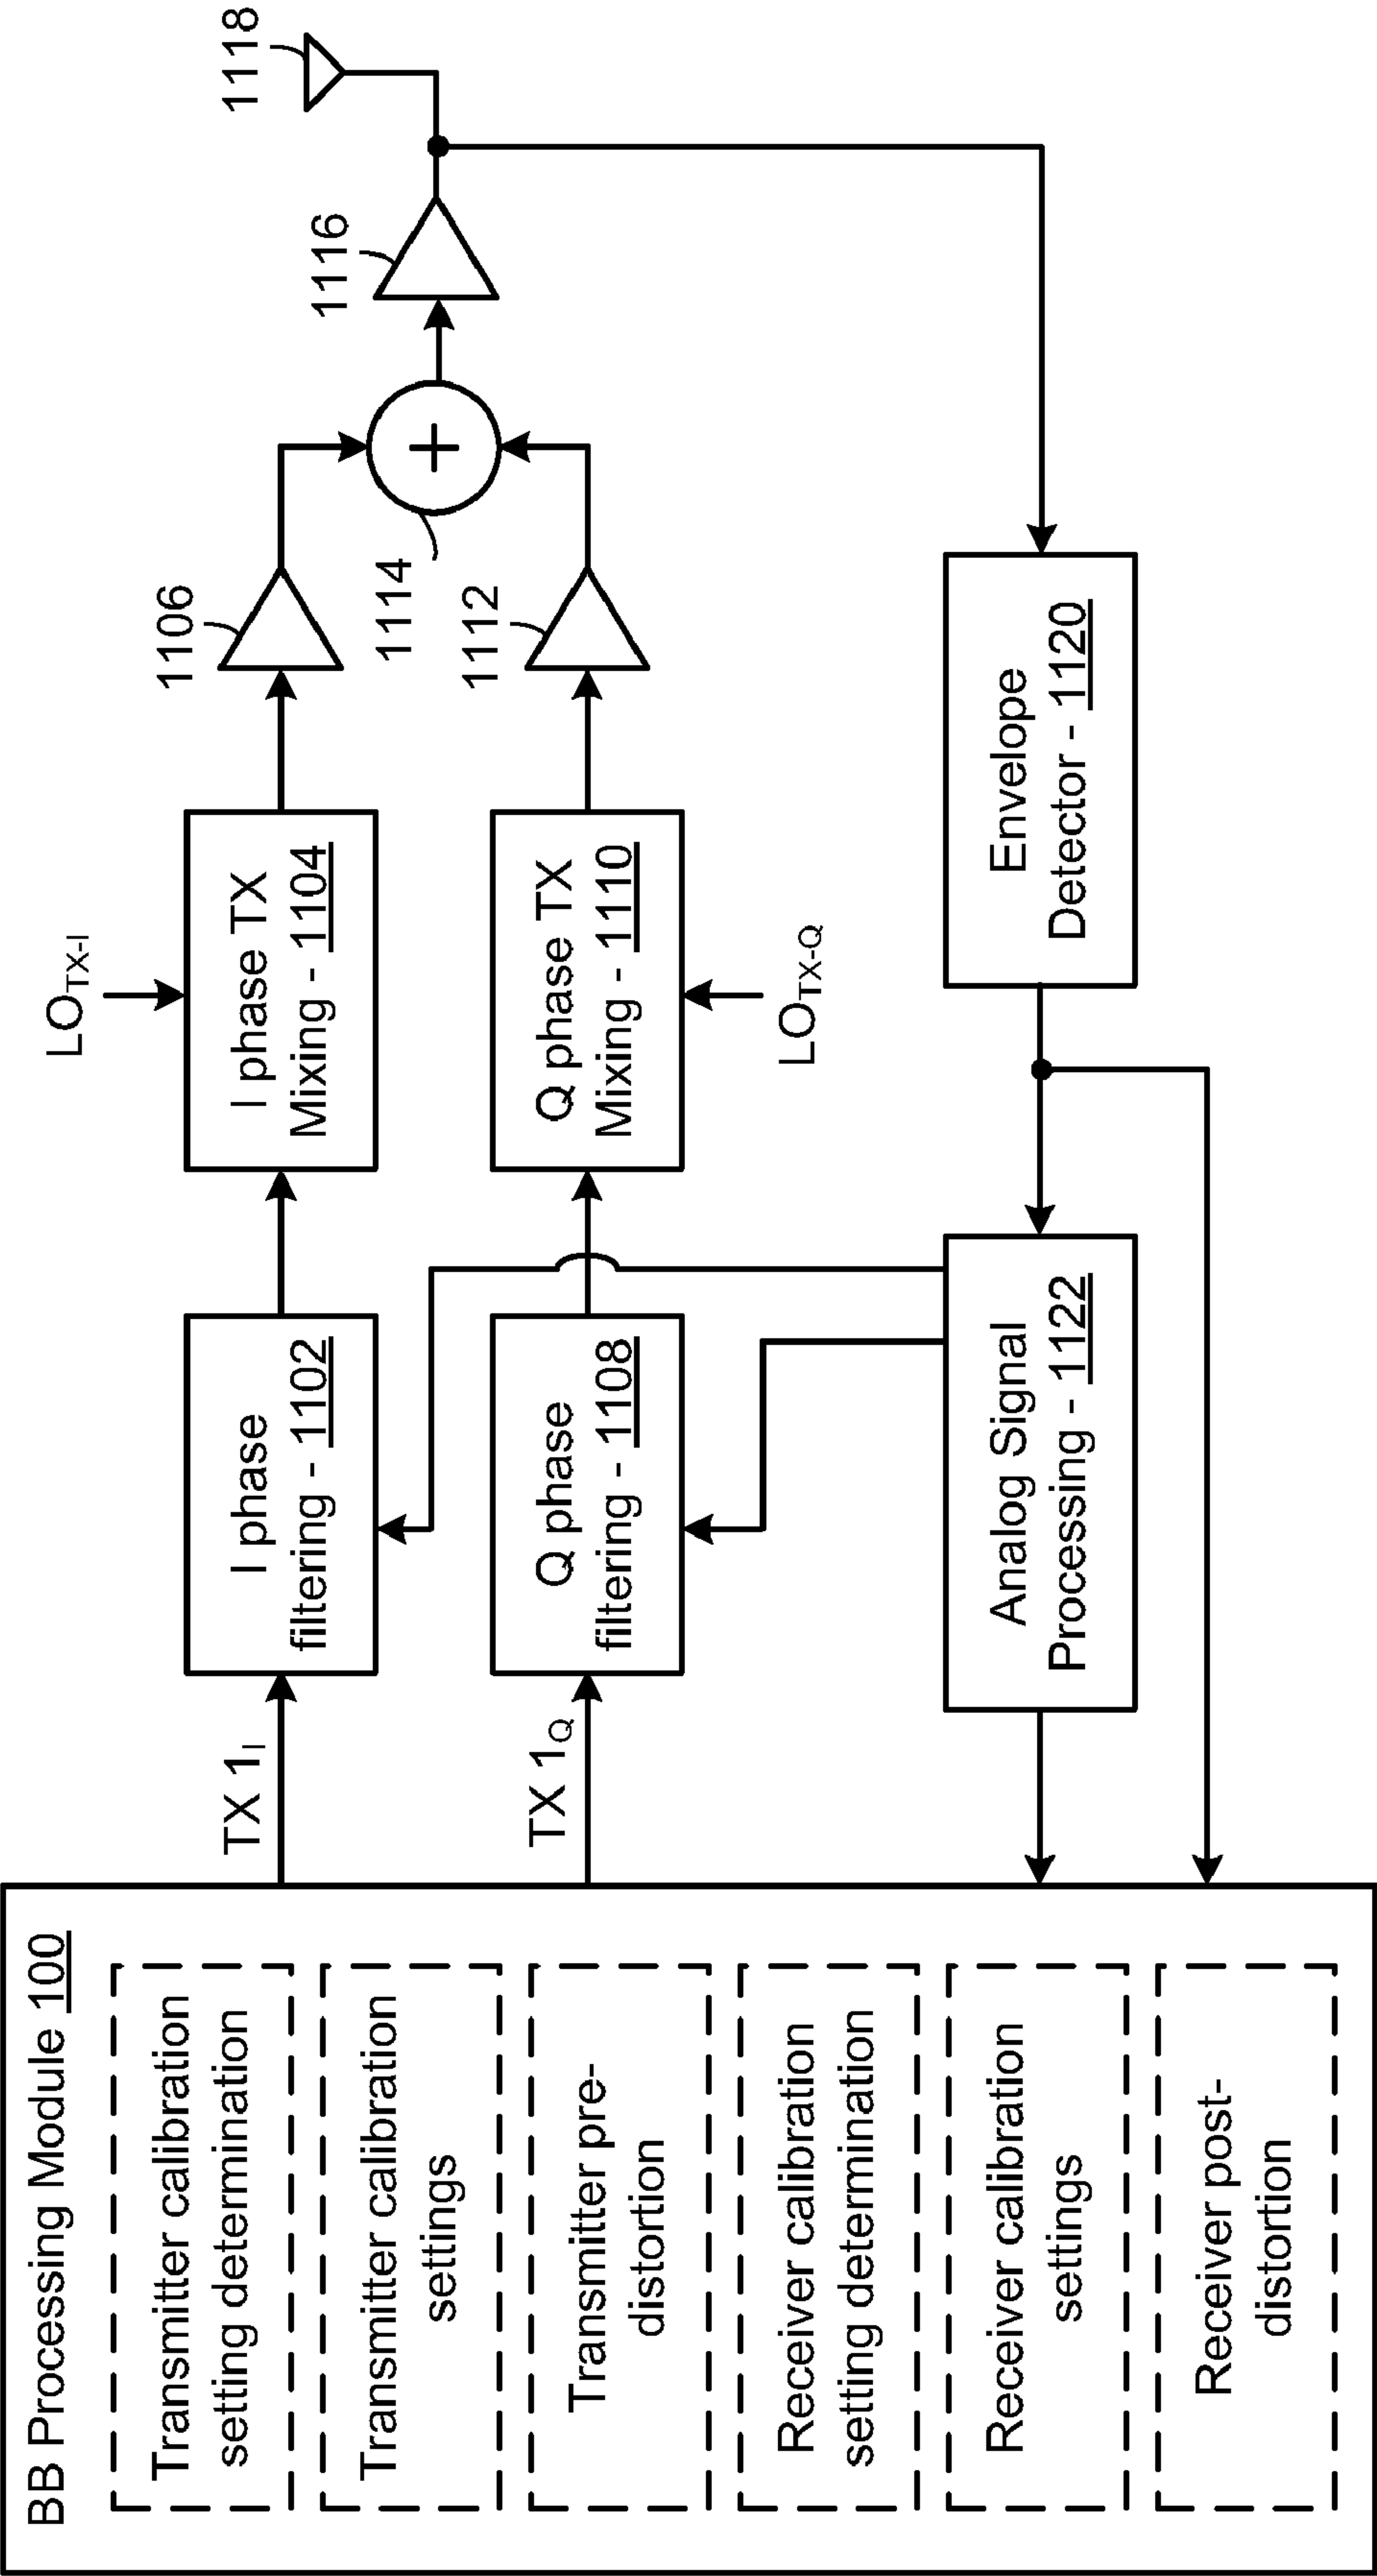 BB Processing Module 100
Transmitter calibration
setting determination
Transmitter calibration
settings
Transmitter pre-
distortion
Receiver calibration
setting determination
Receiver calibration
settings
Receiver post-
distortion
TX 1I
TX 1Q
I phase
filtering - 1102
Q phase
filtering - 1108
LOTX-I
I phase TX
Mixing - 1104
Q phase TX
Mixing - 1110
LOTX-Q
1106
1112
1114
1116
1118
Analog Signal
Processing - 1122
Envelope
Detector - 1120